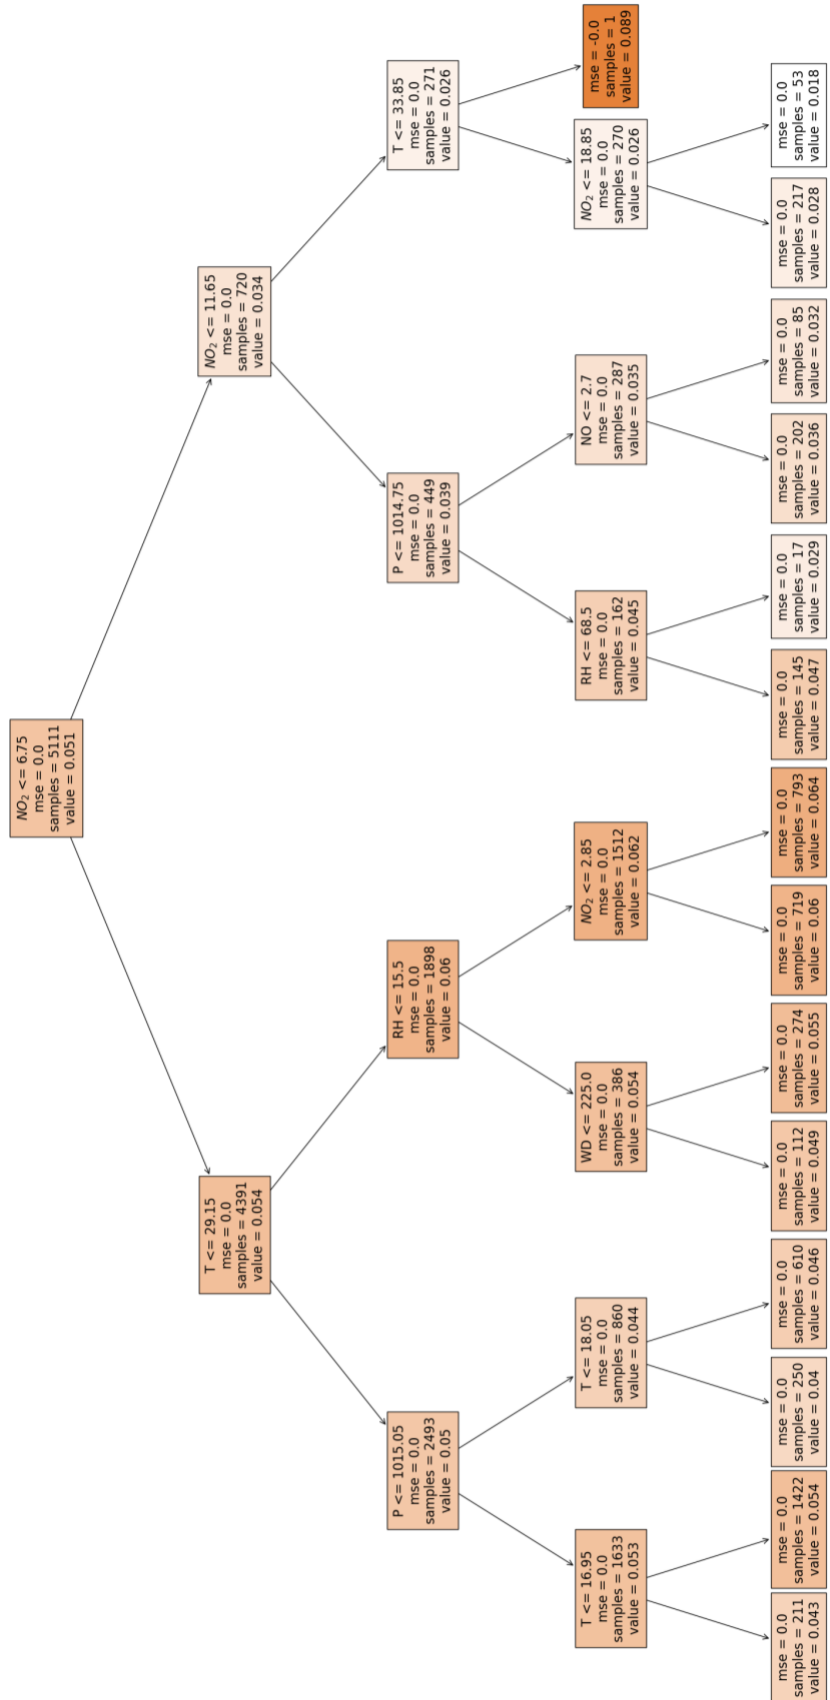 NO₂ <= 6.75
mse = 0.0
samples = 5111
value = 0.051
T <= 29.15
mse = 0.0
samples = 4391
value = 0.054
NO₂ <= 11.65
mse = 0.0
samples = 720
value = 0.034
P <= 1015.05
mse = 0.0
samples = 2493
value = 0.05
RH <= 15.5
mse = 0.0
samples = 1898
value = 0.06
P <= 1014.75
mse = 0.0
samples = 449
value = 0.039
T <= 33.85
mse = 0.0
samples = 271
value = 0.026
T <= 16.95
mse = 0.0
samples = 1633
value = 0.053
T <= 18.05
mse = 0.0
samples = 860
value = 0.044
WD <= 225.0
mse = 0.0
samples = 386
value = 0.054
NO₂ <= 2.85
mse = 0.0
samples = 1512
value = 0.062
RH <= 68.5
mse = 0.0
samples = 162
value = 0.045
NO <= 2.7
mse = 0.0
samples = 287
value = 0.035
NO₂ <= 18.85
mse = 0.0
samples = 270
value = 0.026
mse = -0.0
samples = 1
value = 0.089
mse = 0.0
samples = 211
value = 0.043
mse = 0.0
samples = 1422
value = 0.054
mse = 0.0
samples = 250
value = 0.04
mse = 0.0
samples = 610
value = 0.046
mse = 0.0
samples = 112
value = 0.049
mse = 0.0
samples = 274
value = 0.055
mse = 0.0
samples = 719
value = 0.06
mse = 0.0
samples = 793
value = 0.064
mse = 0.0
samples = 145
value = 0.047
mse = 0.0
samples = 17
value = 0.029
mse = 0.0
samples = 202
value = 0.036
mse = 0.0
samples = 85
value = 0.032
mse = 0.0
samples = 217
value = 0.028
mse = 0.0
samples = 53
value = 0.018